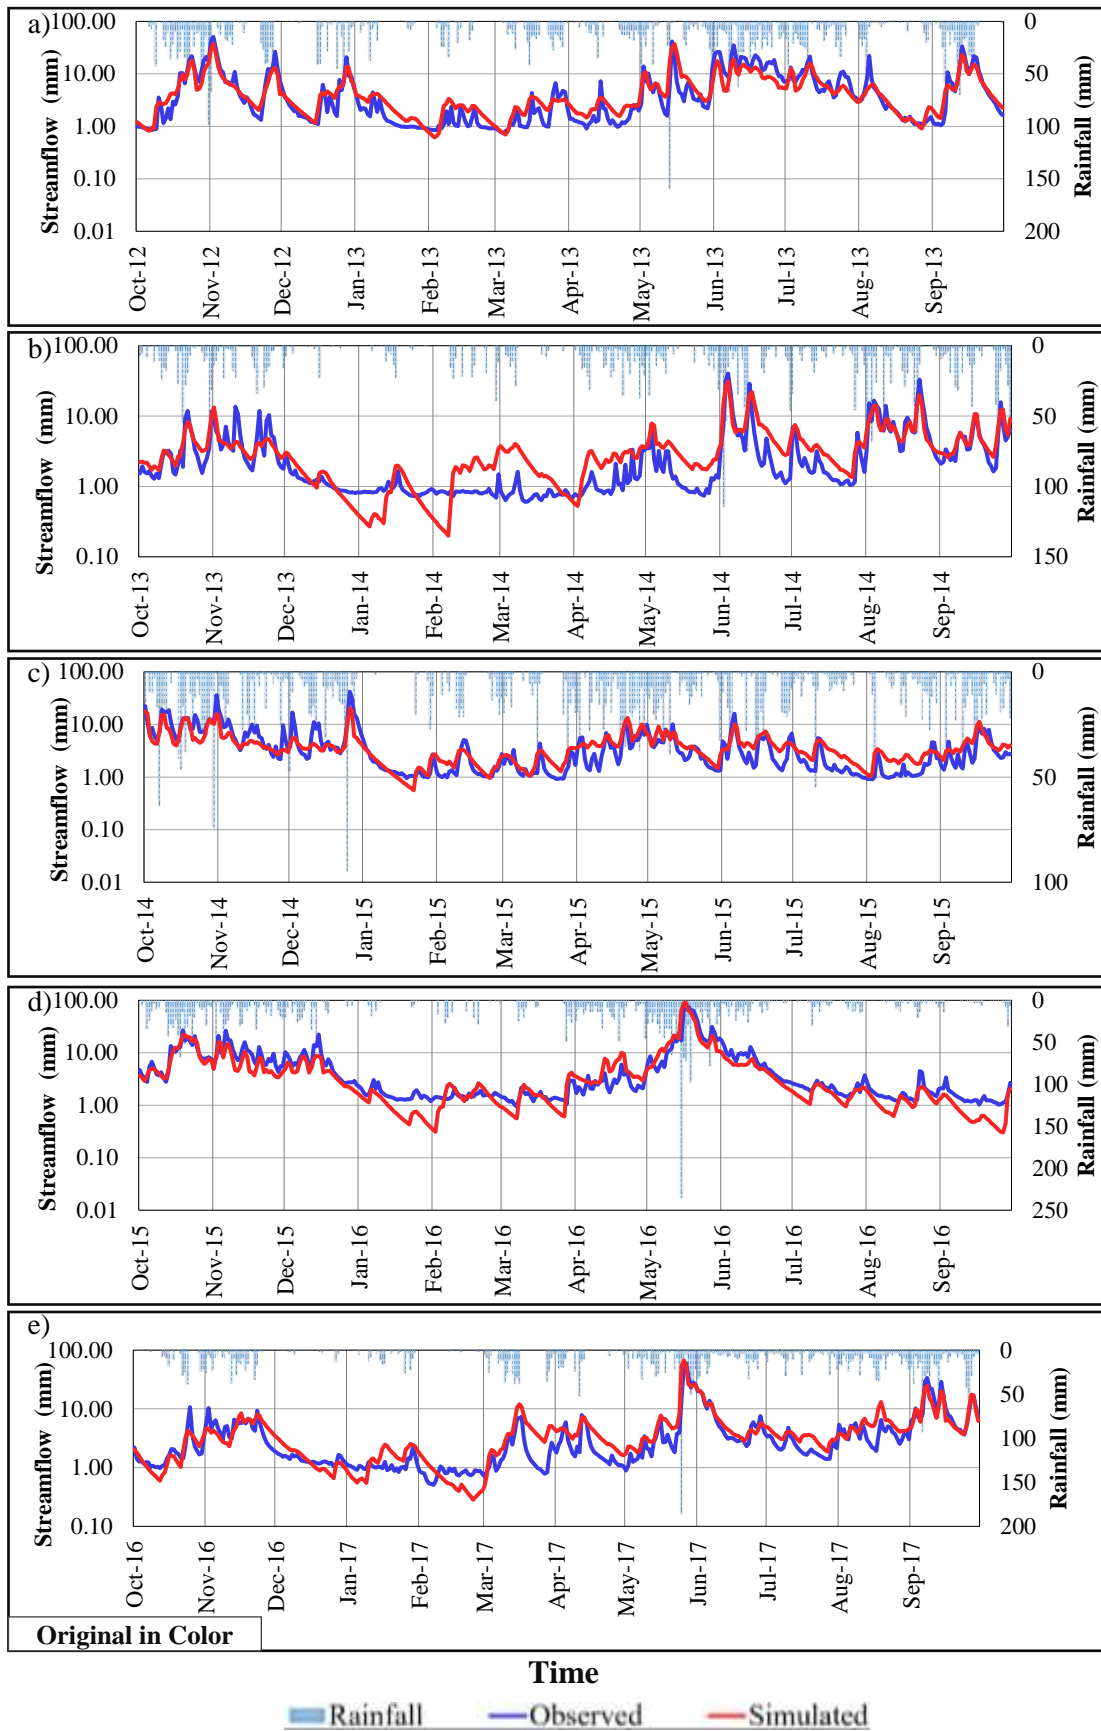 a)
100.00
10.00
1.00
0.10
0.01
Streamflow (mm)
0
50
100
150
200
Rainfall (mm)
Oct-12
Nov-12
Dec-12
Jan-13
Feb-13
Mar-13
Apr-13
May-13
Jun-13
Jul-13
Aug-13
Sep-13
b)
100.00
10.00
1.00
0.10
Streamflow (mm)
0
50
100
150
Rainfall (mm)
Oct-13
Nov-13
Dec-13
Jan-14
Feb-14
Mar-14
Apr-14
May-14
Jun-14
Jul-14
Aug-14
Sep-14
c)
100.00
10.00
1.00
0.10
0.01
Streamflow (mm)
0
50
100
Rainfall (mm)
Oct-14
Nov-14
Dec-14
Jan-15
Feb-15
Mar-15
Apr-15
May-15
Jun-15
Jul-15
Aug-15
Sep-15
d)
100.00
10.00
1.00
0.10
0.01
Streamflow (mm)
0
50
100
150
200
250
Rainfall (mm)
Oct-15
Nov-15
Dec-15
Jan-16
Feb-16
Mar-16
Apr-16
May-16
Jun-16
Jul-16
Aug-16
Sep-16
e)
100.00
10.00
1.00
0.10
Streamflow (mm)
0
50
100
150
200
Rainfall (mm)
Oct-16
Nov-16
Dec-16
Jan-17
Feb-17
Mar-17
Apr-17
May-17
Jun-17
Jul-17
Aug-17
Sep-17
Original in Color
Time
Rainfall Observed Simulated